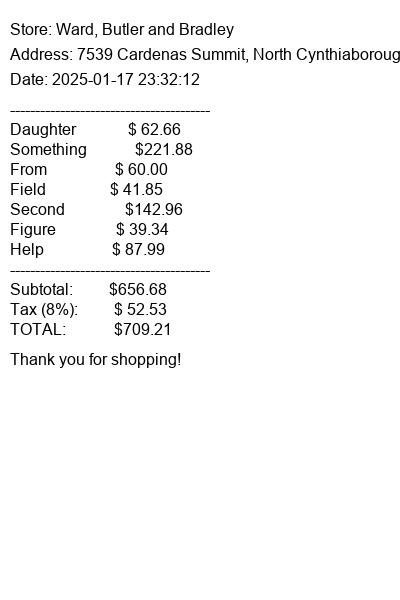 Store: Ward, Butler and Bradley
Address: 7539 Cardenas Summit, North Cynthiaboroug
Date: 2025-01-17 23:32:12
----------------------------------------
Daughter $ 62.66
Something $221.88
From $ 60.00
Field $ 41.85
Second $142.96
Figure $ 39.34
Help $ 87.99
----------------------------------------
Subtotal: $656.68
Tax (8%): $ 52.53
TOTAL: $709.21
Thank you for shopping!